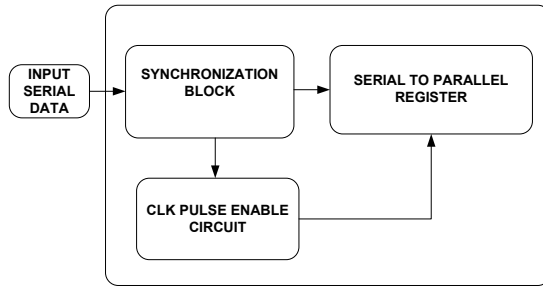 INPUT
SERIAL
DATA
SYNCHRONIZATION
BLOCK
SERIAL TO PARALLEL
REGISTER
CLK PULSE ENABLE
CIRCUIT